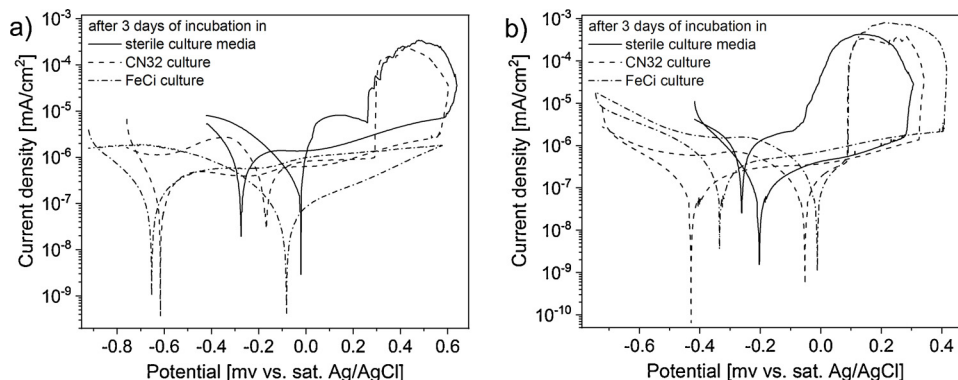 a)
after 3 days of incubation in
sterile culture media
CN32 culture
FeCi culture
Current density [mA/cm²]
10⁻³
10⁻⁴
10⁻⁵
10⁻⁶
10⁻⁷
10⁻⁸
10⁻⁹
-0.8 -0.6 -0.4 -0.2 0.0 0.2 0.4 0.6
Potential [mv vs. sat. Ag/AgCl]
b)
after 3 days of incubation in
sterile culture media
CN32 culture
FeCi culture
Current density [mA/cm²]
10⁻³
10⁻⁴
10⁻⁵
10⁻⁶
10⁻⁷
10⁻⁸
10⁻⁹
10⁻¹⁰
-0.6 -0.4 -0.2 0.0 0.2 0.4
Potential [mv vs. sat. Ag/AgCl]